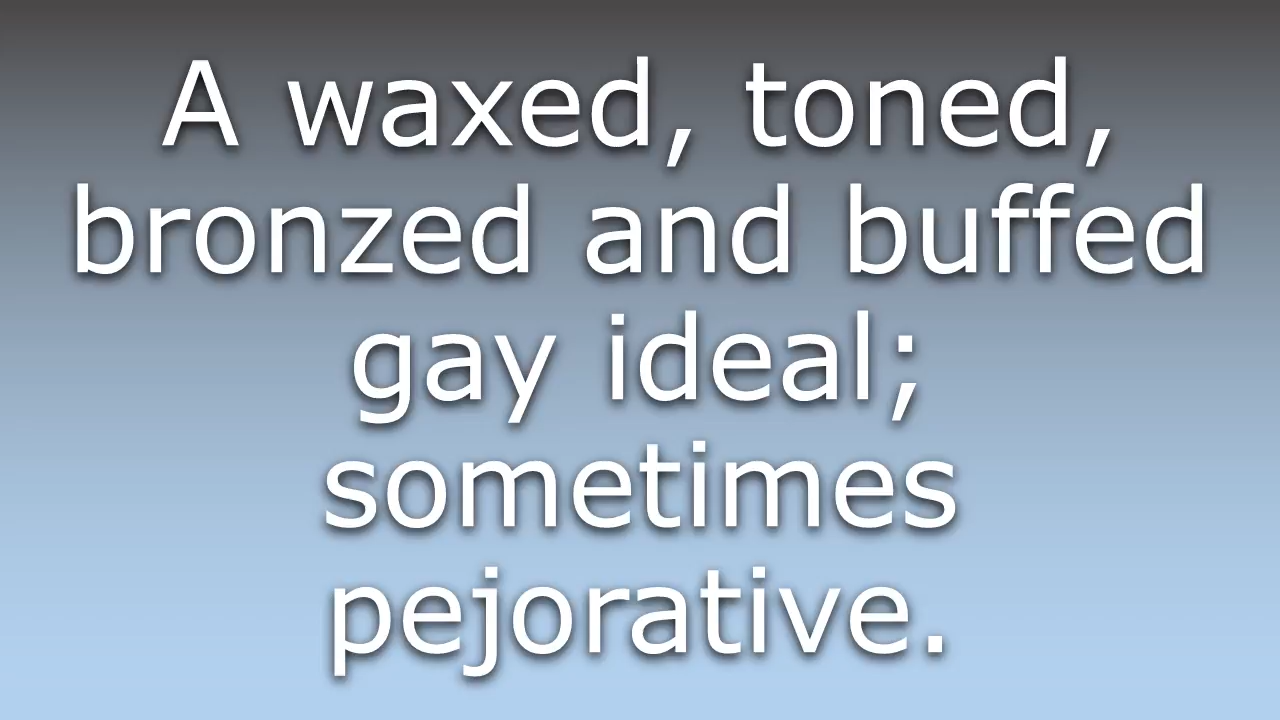 A waxed, toned,
bronzed and buffed
gay ideal;
sometimes
pejorative.